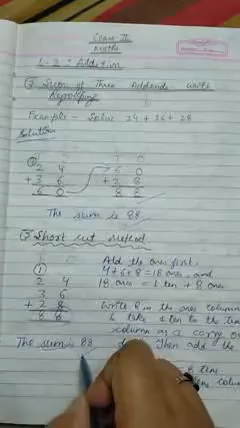 Class II
Maths
L-2 : Addition
Q Sum of Three Addends with
Regrouping
Example - Solve 24 + 36 + 28
Solution
T O T O
2 4 6 0
+ 3 6 + 2 8
6 0 8 8
The sum is 88
Q Short cut method
① Add the ones first.
2 4 4+6+8 = 18 ones, and
3 6 18 ones = 1 ten + 8 ones
+ 2 8 Write 8 in the ones column
8 8 & take 1 ten to the
column as a carry
The sum is 88. Then add the
8 tens
tens column